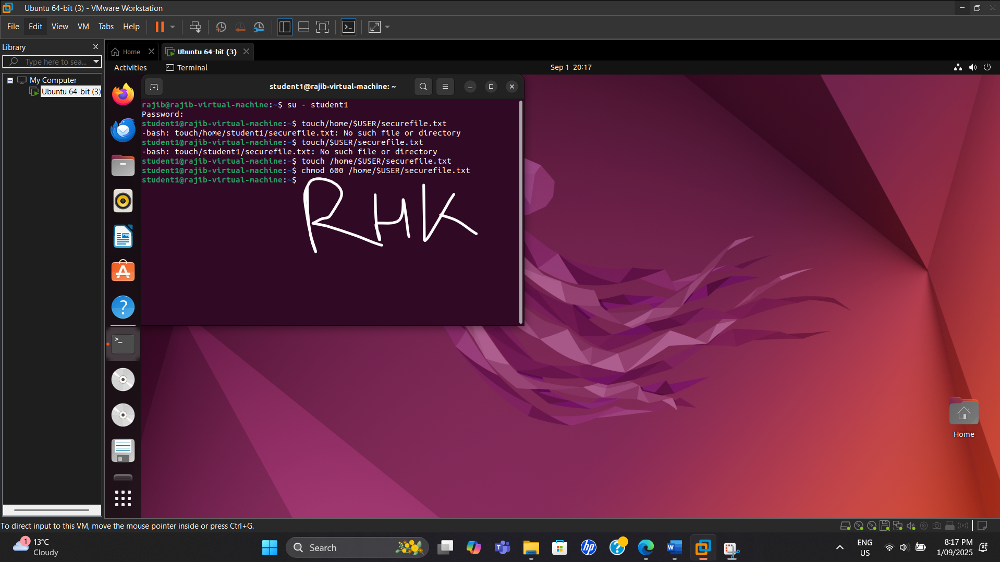 Ubuntu 64-bit (3) - VMware Workstation
File Edit View VM Tabs Help
Library
Home
Ubuntu 64-bit (3)
Type here to sea...
My Computer
Ubuntu 64-bit (3)
Activities
Terminal
Sep 1 20:17
student1@rajib-virtual-machine: ~
rajib@rajib-virtual-machine:~$ su - student1
Password:
student1@rajib-virtual-machine:~$ touch/home/$USER/securefile.txt
-bash: touch/home/student1/securefile.txt: No such file or directory
student1@rajib-virtual-machine:~$ touch/$USER/securefile.txt
-bash: touch/student1/securefile.txt: No such file or directory
student1@rajib-virtual-machine:~$ touch /home/$USER/securefile.txt
student1@rajib-virtual-machine:~$ chmod 600 /home/$USER/securefile.txt
student1@rajib-virtual-machine:~$
RHK
Home
To direct input to this VM, move the mouse pointer inside or press Ctrl+G.
1
13°C
Cloudy
Search
ENG
US
8:17 PM
1/09/2025